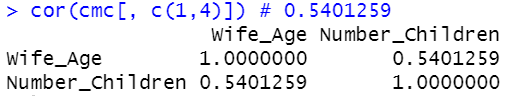 > cor(cmc[, c(1,4)]) # 0.5401259
Wife_Age Number_Children
Wife_Age 1.0000000 0.5401259
Number_Children 0.5401259 1.0000000